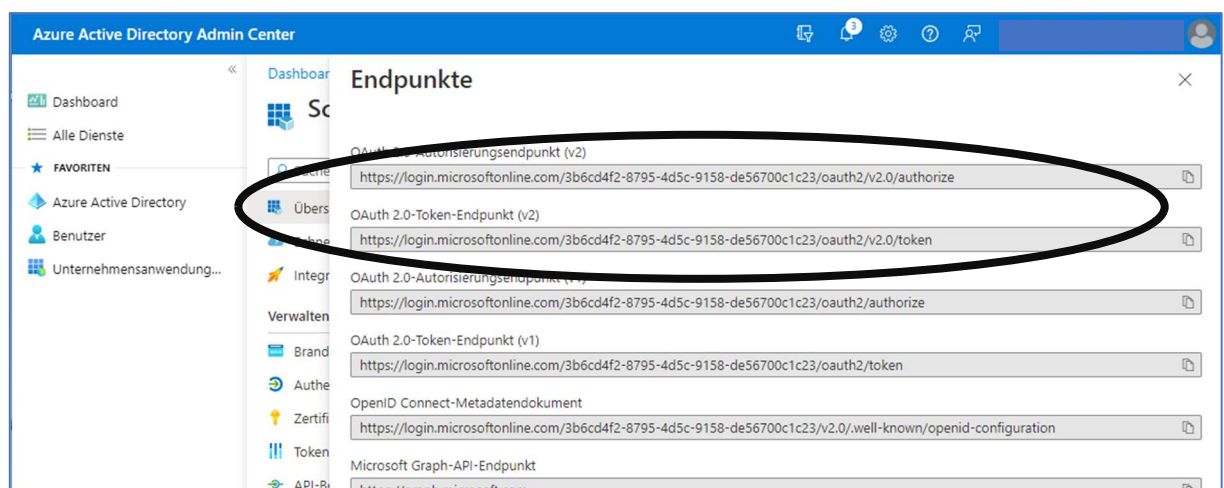 Azure Active Directory Admin Center
3
«
Dashboard
Alle Dienste
FAVORITEN
Azure Active Directory
Benutzer
Unternehmensanwendung...
Dashboar
Sc
Übers
Integr
Verwalten
Brand
Authe
Zertifi
Token
Endpunkte
OAuth 2.0-Autorisierungsendpunkt (v2)
https://login.microsoftonline.com/3b6cd4f2-8795-4d5c-9158-de56700c1c23/oauth2/v2.0/authorize
OAuth 2.0-Token-Endpunkt (v2)
https://login.microsoftonline.com/3b6cd4f2-8795-4d5c-9158-de56700c1c23/oauth2/v2.0/token
OAuth 2.0-Autorisierungsendpunkt (v1)
https://login.microsoftonline.com/3b6cd4f2-8795-4d5c-9158-de56700c1c23/oauth2/authorize
OAuth 2.0-Token-Endpunkt (v1)
https://login.microsoftonline.com/3b6cd4f2-8795-4d5c-9158-de56700c1c23/oauth2/token
OpenID Connect-Metadatendokument
https://login.microsoftonline.com/3b6cd4f2-8795-4d5c-9158-de56700c1c23/v2.0/.well-known/openid-configuration
Microsoft Graph-API-Endpunkt